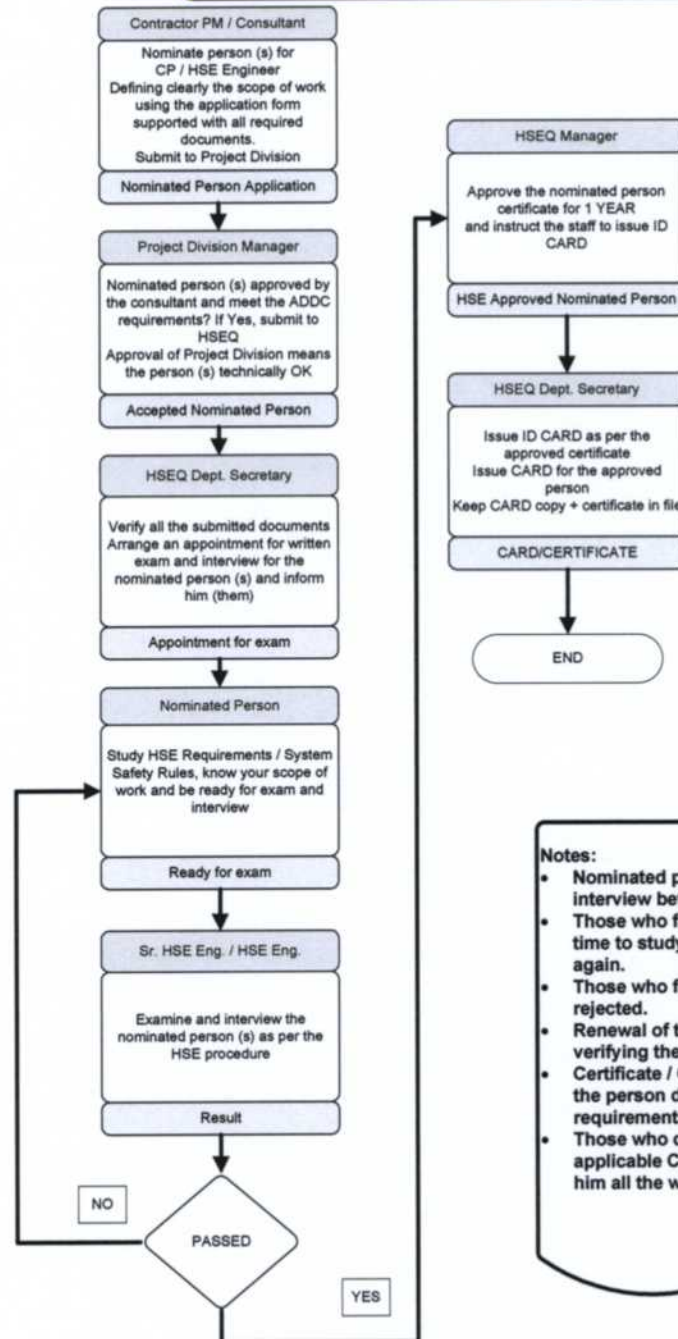 Contractor PM / Consultant
Nominate person (s) for
CP / HSE Engineer
Defining clearly the scope of work
using the application form
supported with all required
documents.
Submit to Project Division
Nominated Person Application
Project Division Manager
Nominated person (s) approved by
the consultant and meet the ADDC
requirements? If Yes, submit to
HSEQ
Approval of Project Division means
the person (s) technically OK
Accepted Nominated Person
HSEQ Dept. Secretary
Verify all the submitted documents
Arrange an appointment for written
exam and interview for the
nominated person (s) and inform
him (them)
Appointment for exam
Nominated Person
Study HSE Requirements / System
Safety Rules, know your scope of
work and be ready for exam and
interview
Ready for exam
Sr. HSE Eng. / HSE Eng.
Examine and interview the
nominated person (s) as per the
HSE procedure
Result
NO
PASSED
YES
HSEQ Manager
Approve the nominated person
certificate for 1 YEAR
and instruct the staff to issue ID
CARD
HSE Approved Nominated Person
HSEQ Dept. Secretary
Issue ID CARD as per the
approved certificate
Issue CARD for the approved
person
Keep CARD copy + certificate in file
CARD/CERTIFICATE
END
Notes:
• Nominated
interview
• Those who
time to study
again.
• Those who
rejected.
• Renewal of
verifying the
• Certificate /
the person
requirement
• Those who
applicable
him all the